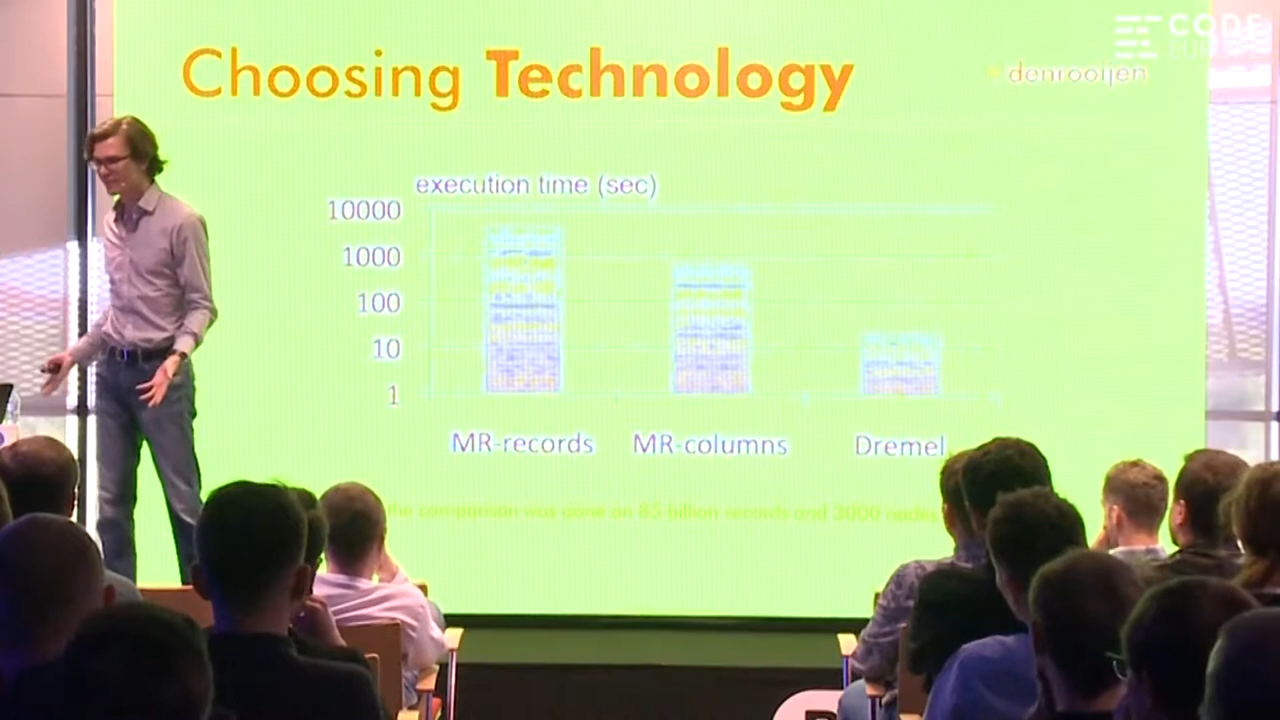 CODE
Choosing Technology
denrooijen
execution time (sec)
10000
1000
100
10
1
MR-records
MR-columns
Dremel
the comparison was done on 85 billion records and 3000 nodes